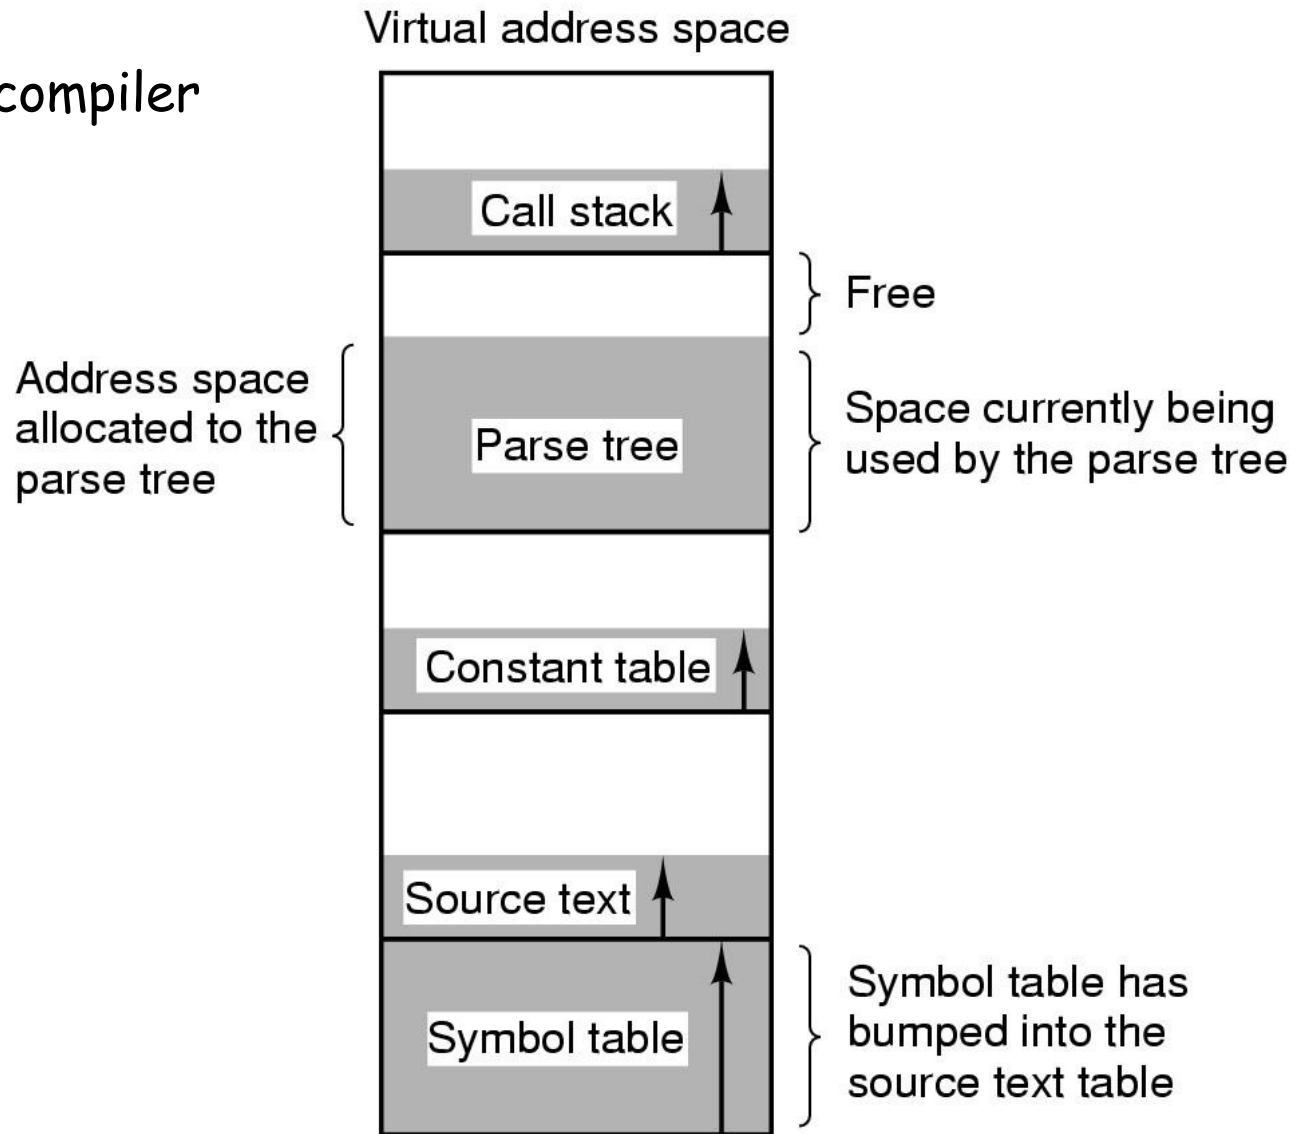 Virtual address space
compiler
Call stack
Free
Address space
allocated to the
parse tree
Parse tree
Space currently being
used by the parse tree
Constant table
Source text
Symbol table
Symbol table has
bumped into the
source text table